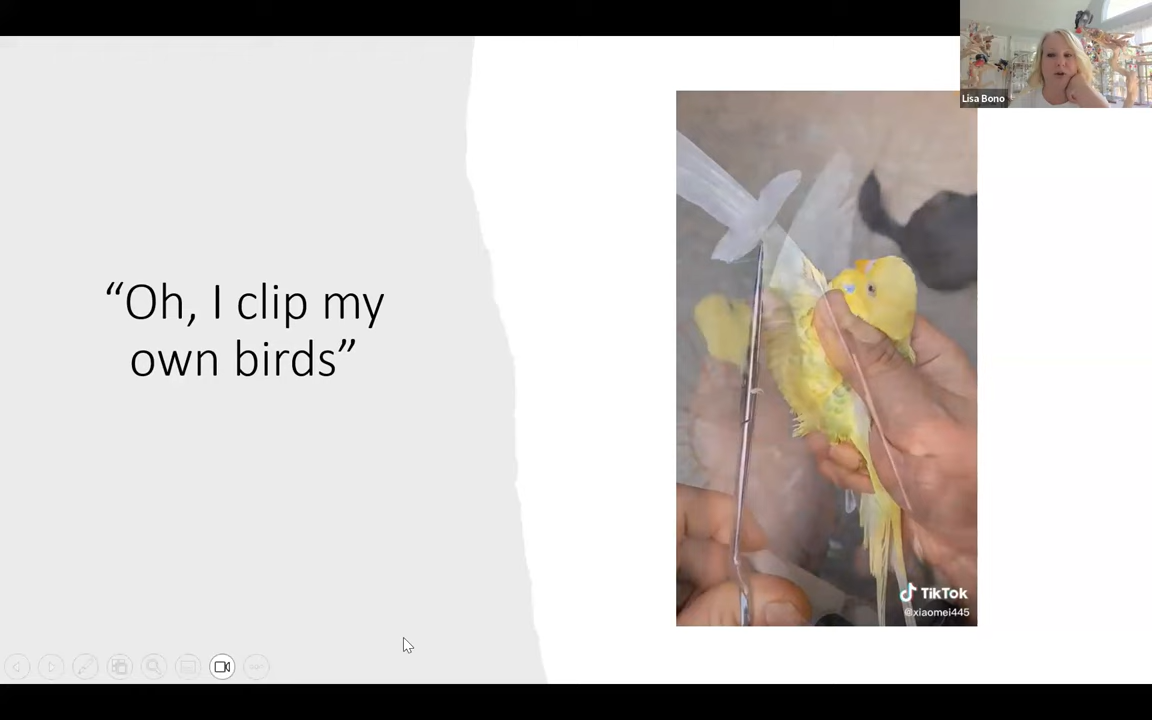 Lisa Bono
“Oh, I clip my
own birds”
TikTok
@xiaomei445